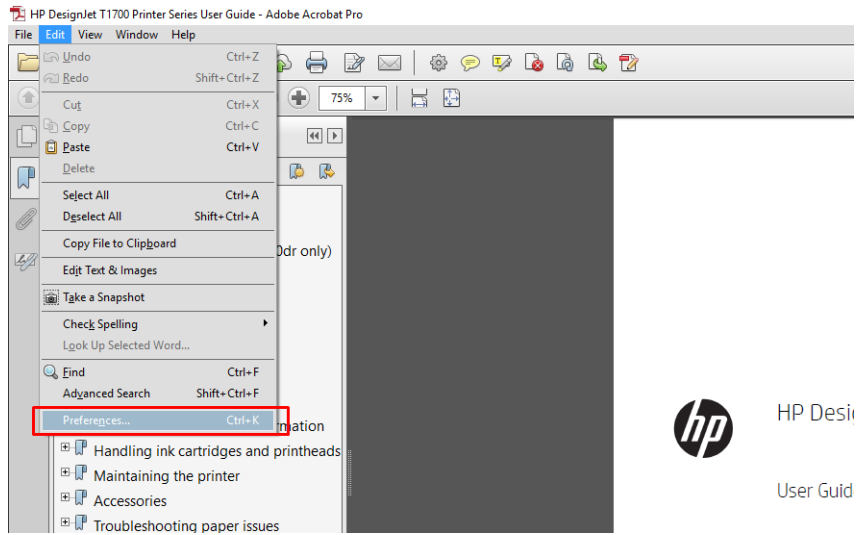 HP DesignJet T1700 Printer Series User Guide - Adobe Acrobat Pro
File Edit View Window Help
75%
Undo Ctrl+Z
Redo Shift+Ctrl+Z
Cut Ctrl+X
Copy Ctrl+C
Paste Ctrl+V
Delete
Select All Ctrl+A
Deselect All Shift+Ctrl+A
Copy File to Clipboard
Edit Text & Images
Take a Snapshot
Check Spelling
Look Up Selected Word...
Find Ctrl+F
Advanced Search Shift+Ctrl+F
Preferences... Ctrl+K
0dr only)
rmation
Handling ink cartridges and printheads
Maintaining the printer
Accessories
Troubleshooting paper issues
hp
HP Desig
User Guid